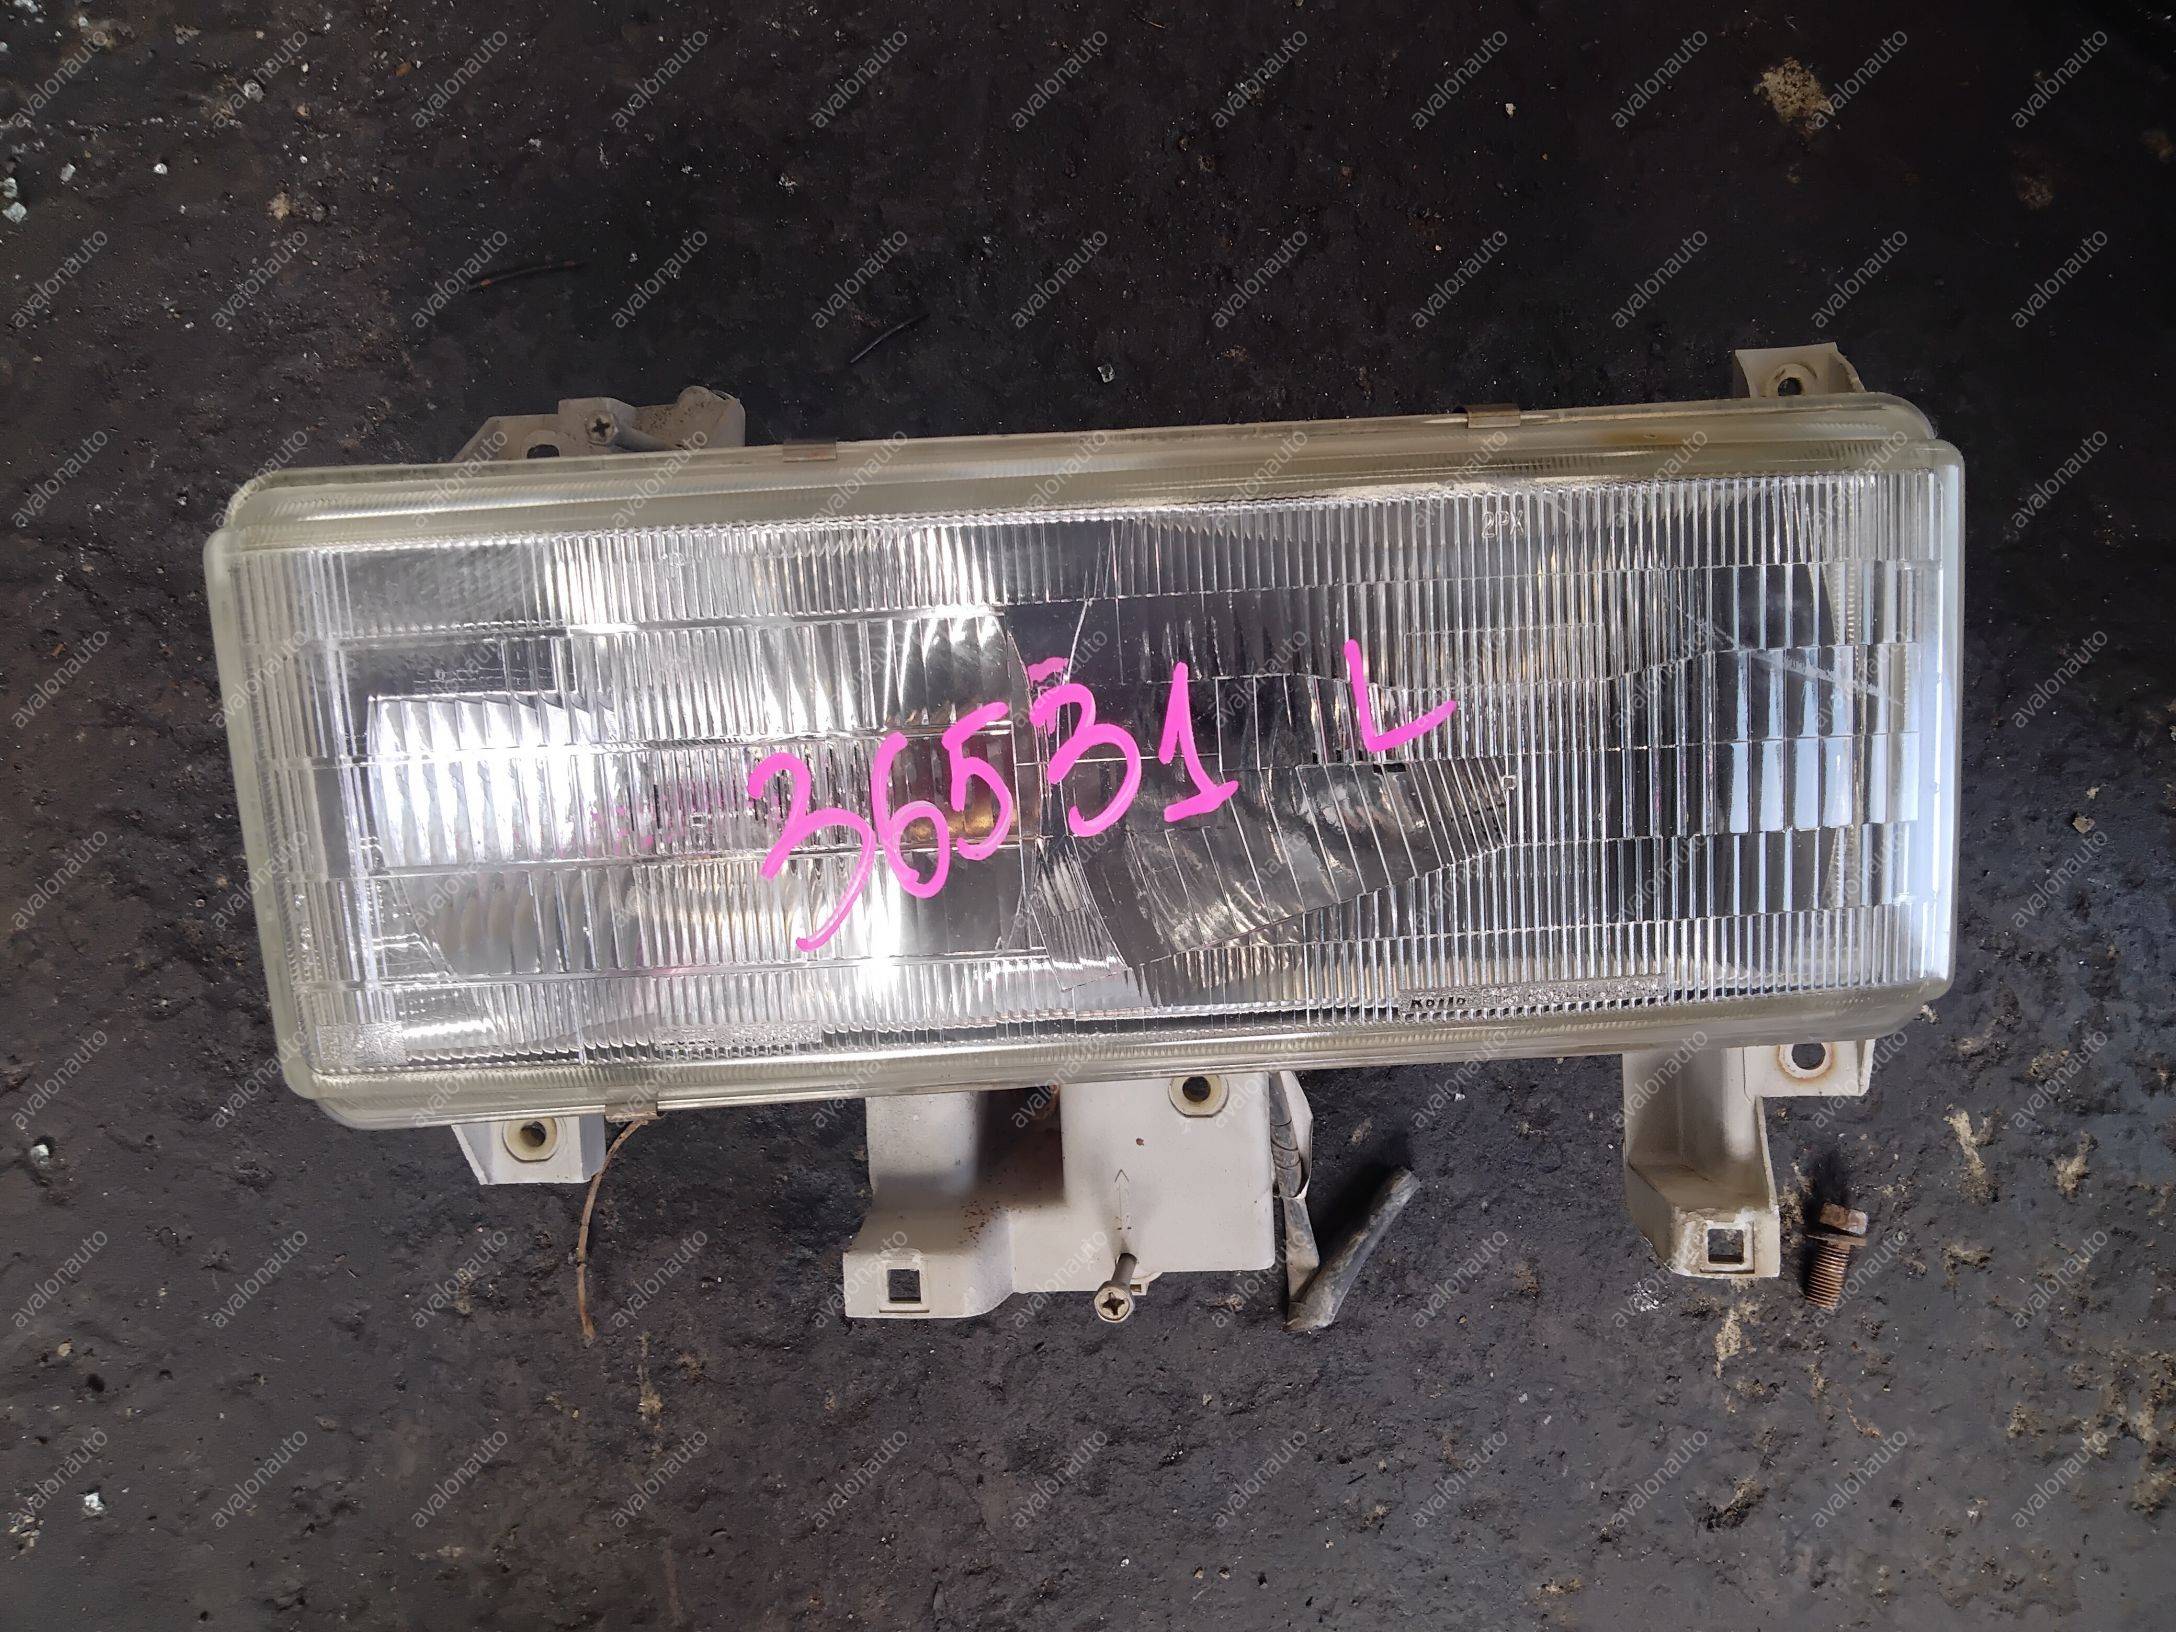 2PX
36531 L
Koito
avalonauto